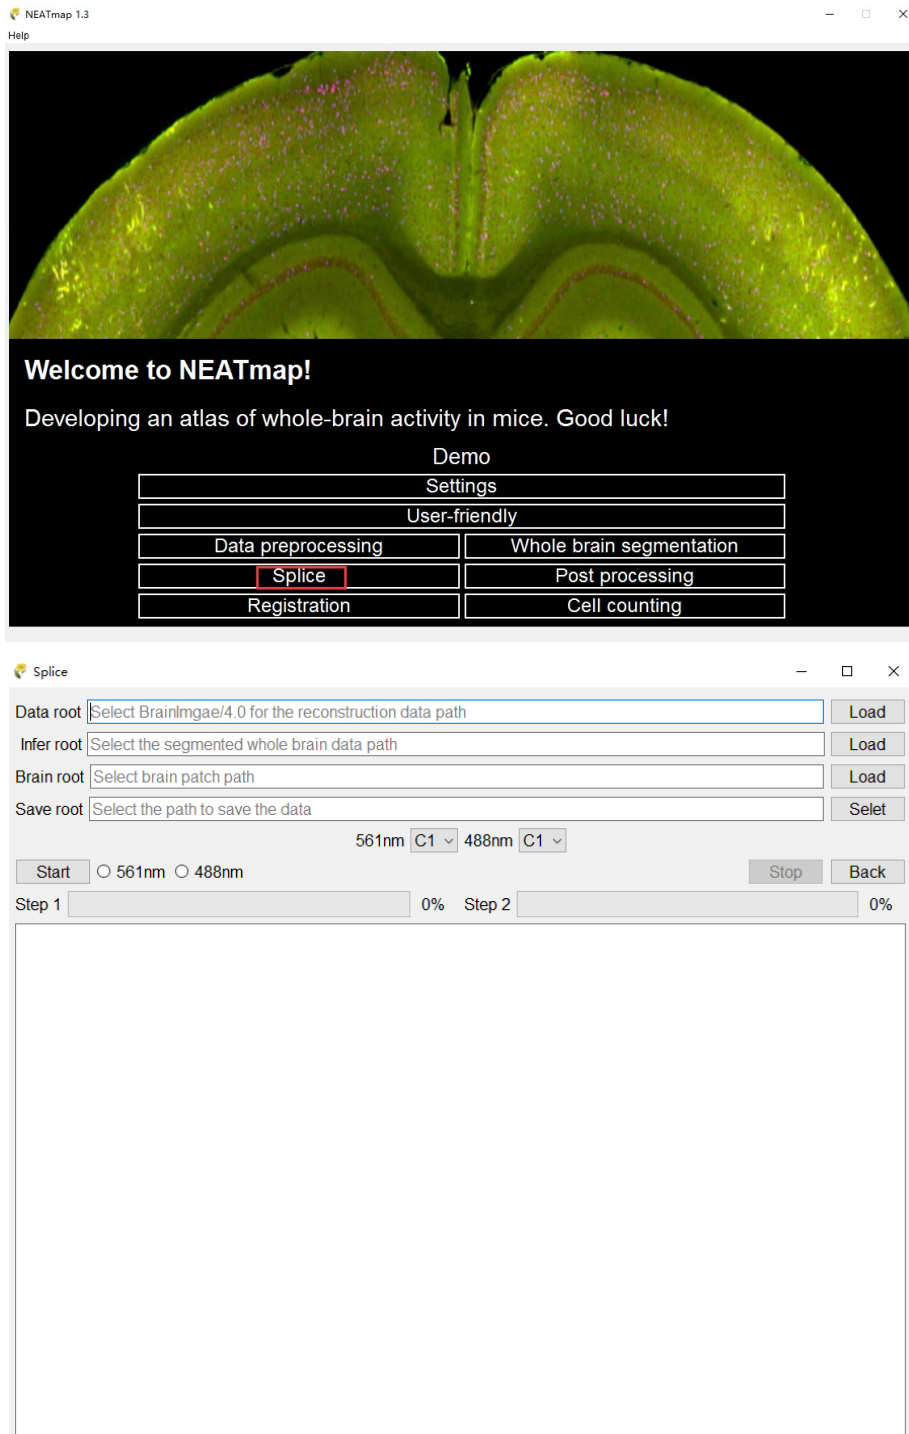 NEATmap 1.3
Help
Welcome to NEATmap!
Developing an atlas of whole-brain activity in mice. Good luck!
Demo
Settings
User-friendly
Data preprocessing Whole brain segmentation
Splice Post processing
Registration Cell counting
Splice
Data root Select BrainImgae/4.0 for the reconstruction data path Load
Infer root Select the segmented whole brain data path Load
Brain root Select brain patch path Load
Save root Select the path to save the data Selet
561nm C1 488nm C1
Start 561nm 488nm Stop Back
Step 1 0% Step 2 0%